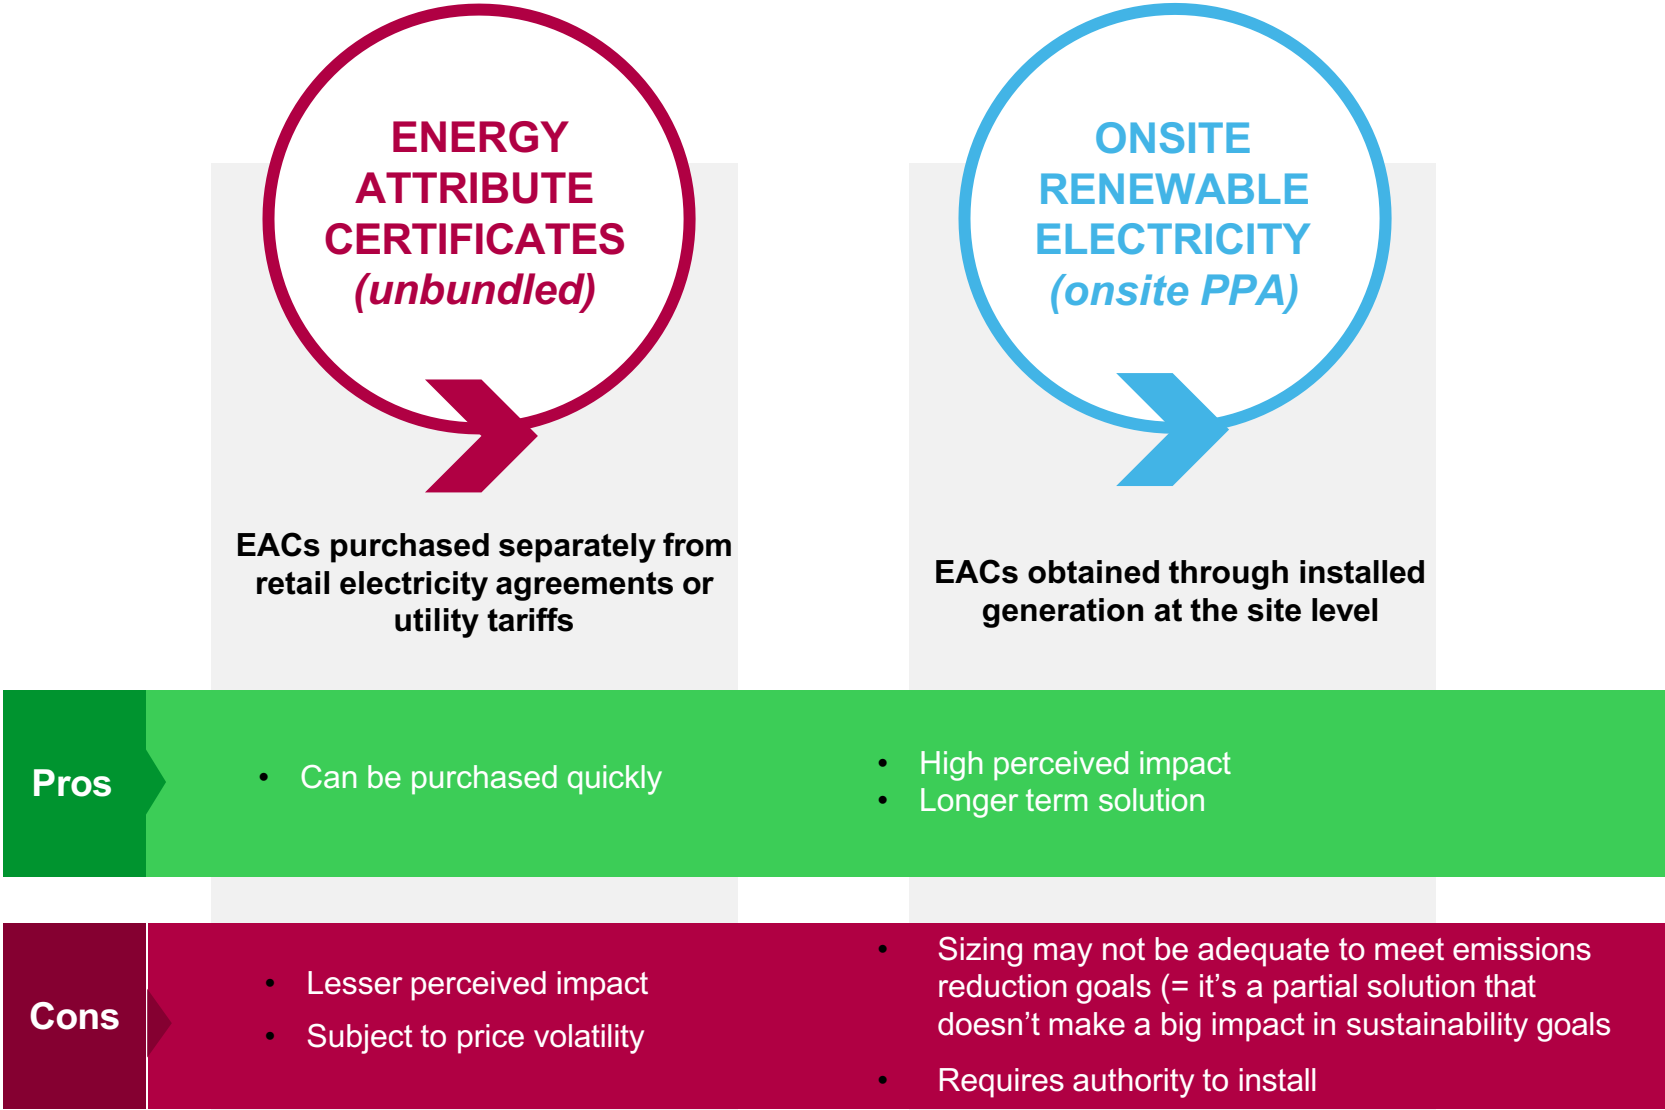 ENERGY
ATTRIBUTE
CERTIFICATES
(unbundled)
EACs purchased separately from
retail electricity agreements or
utility tariffs
ONSITE
RENEWABLE
ELECTRICITY
(onsite PPA)
EACs obtained through installed
generation at the site level
Pros
• Can be purchased quickly
• High perceived impact
• Longer term solution
Cons
• Lesser perceived impact
• Subject to price volatility
• Sizing may not be adequate to meet emissions
reduction goals (= it’s a partial solution that
doesn’t make a big impact in sustainability goals
• Requires authority to install